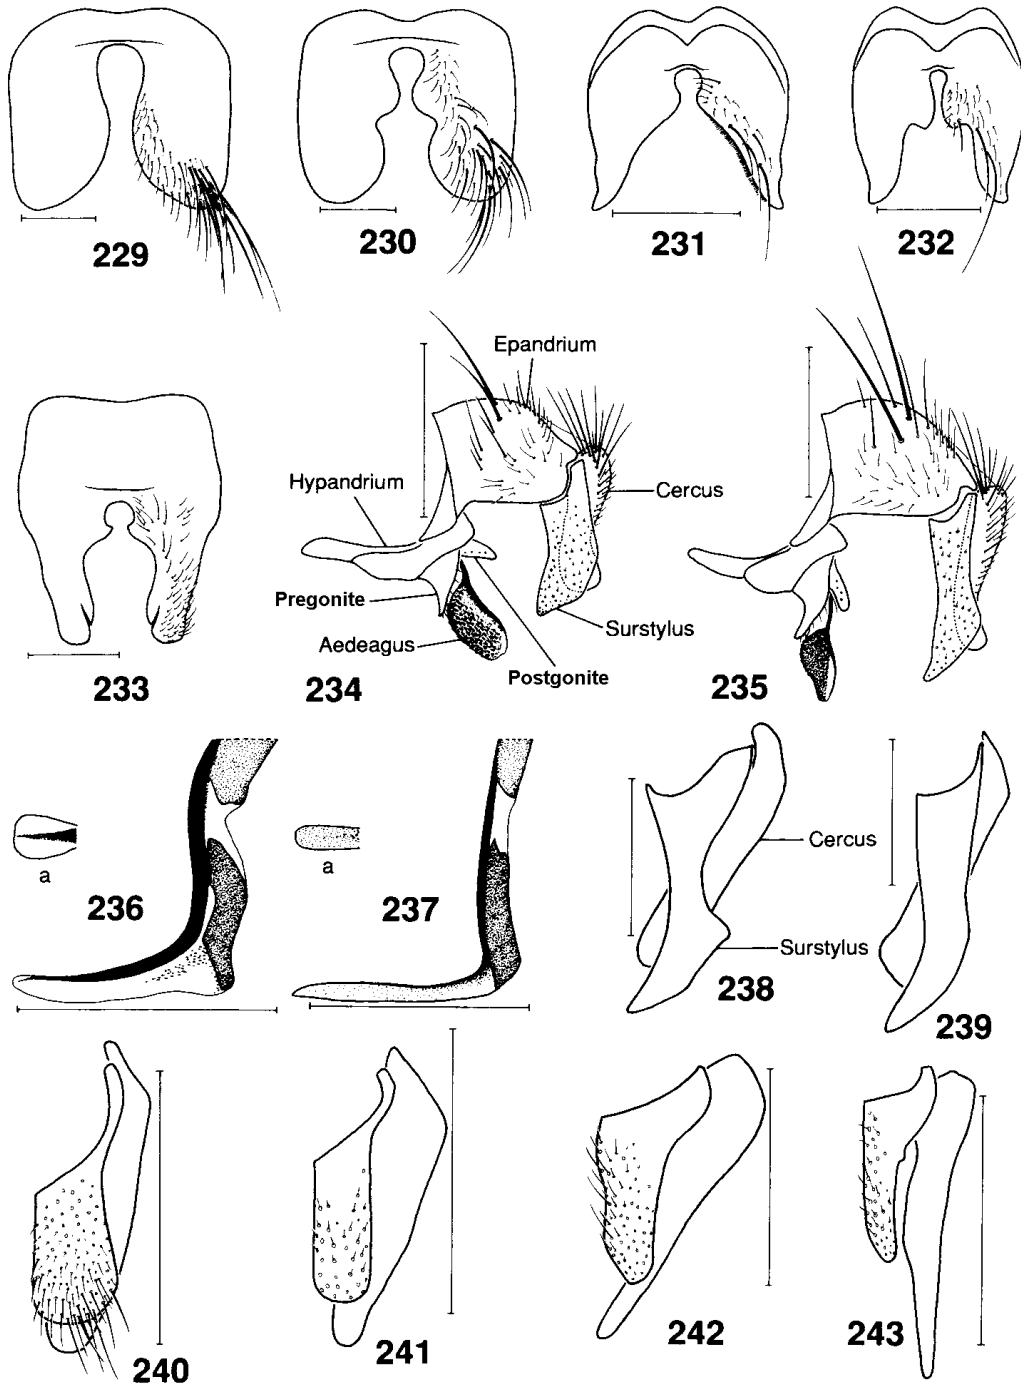 229
230
231
232
Epandrium
Hypandrium
Cercus
Pregonite
Surstylus
Aedeagus
Postgonite
233
234
235
a
236
a
237
Cercus
Surstylus
238
239
240
241
242
243